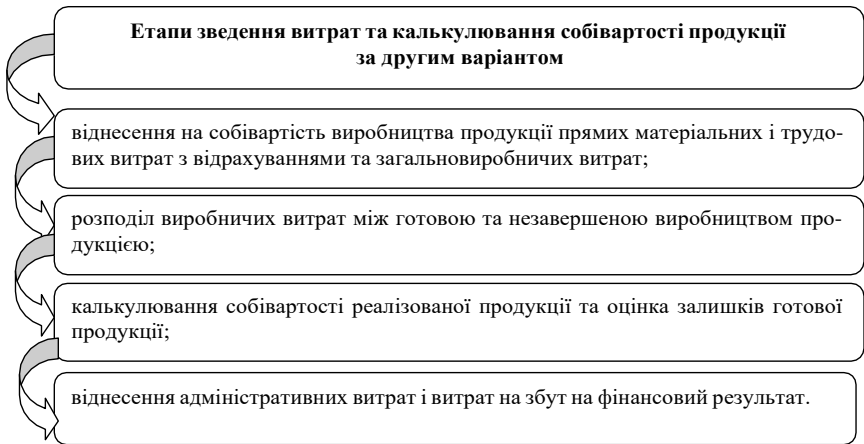 Етапи зведення витрат та калькулювання собівартості продукції
за другим варіантом
віднесення на собівартість виробництва продукції прямих матеріальних і трудо-
вих витрат з відрахуваннями та загальновиробничих витрат;
розподіл виробничих витрат між готовою та незавершеною виробництвом про-
дукцією;
калькулювання собівартості реалізованої продукції та оцінка залишків готової
продукції;
віднесення адміністративних витрат і витрат на збут на фінансовий результат.